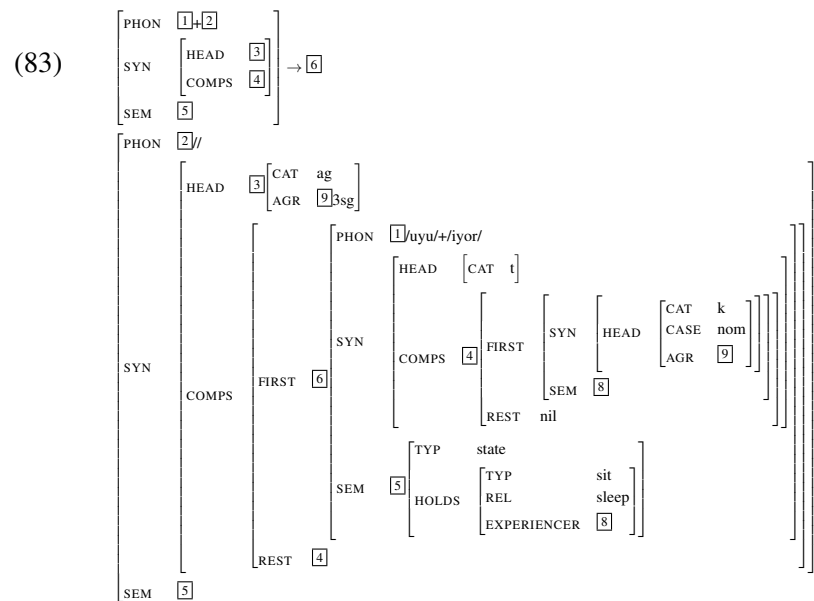 PHON 1+2
(83) SYN HEAD 3
COMPS 4 → 6
SEM 5
PHON 2//
HEAD 3 CAT ag
AGR 9 3sg
PHON 1/uyu/+/iyor/
HEAD CAT t
CAT k
SYN HEAD CASE nom
SYN FIRST AGR 9
COMPS 4
SYN FIRST 6 SEM 8
COMPS REST nil
TYP state
TYP sit
SEM 5 HOLDS REL sleep
EXPERIENCER 8
REST 4
SEM 5